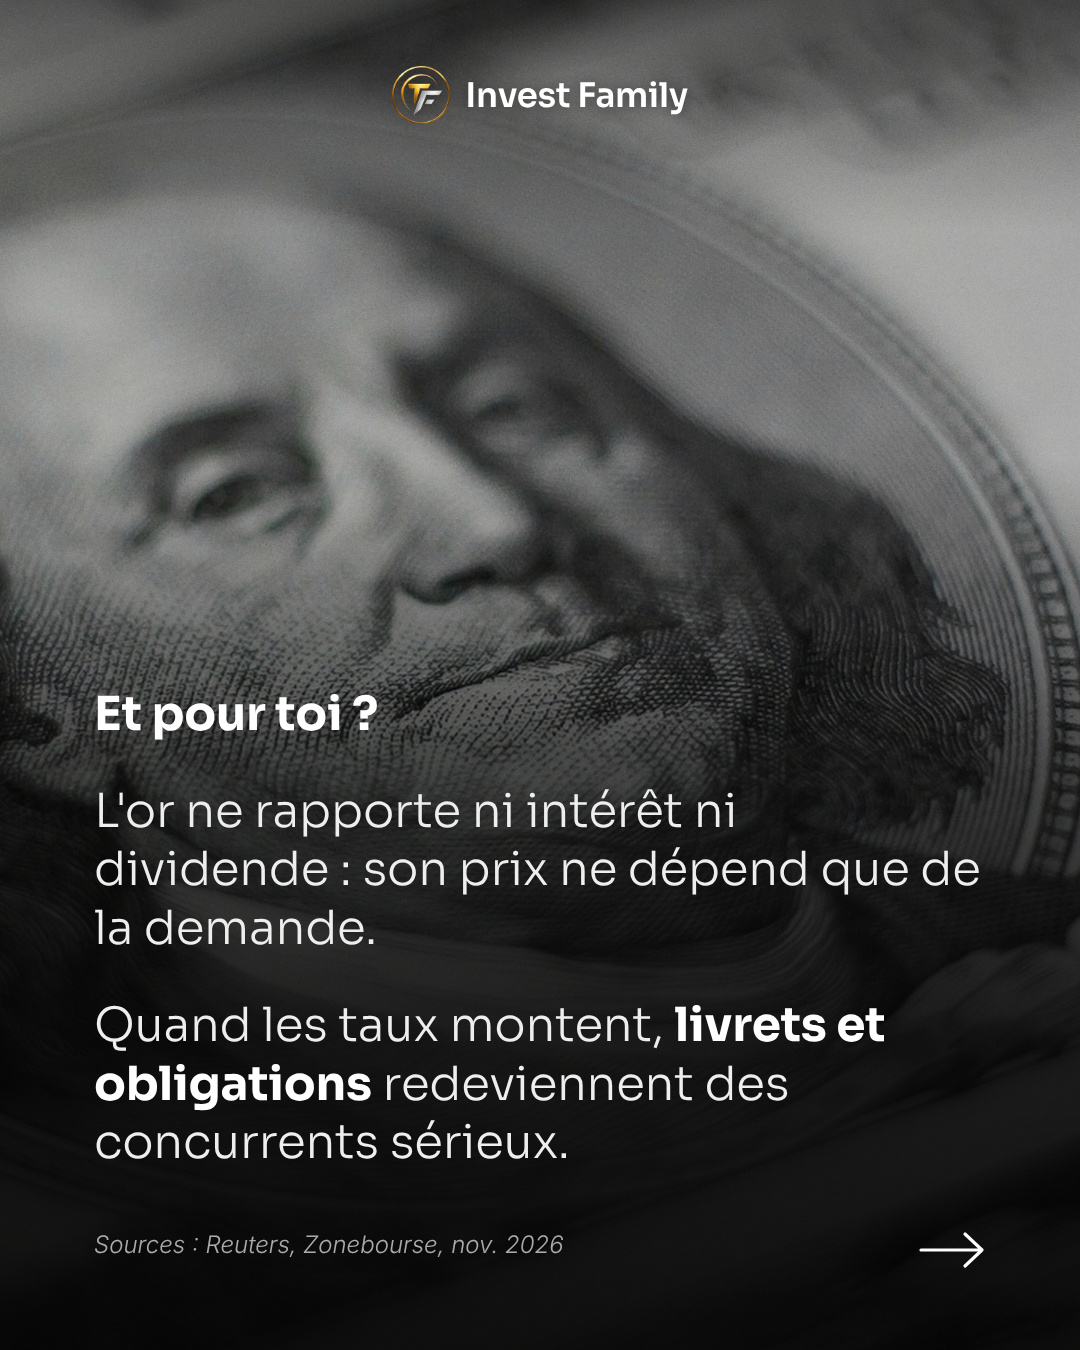 Invest Family
Et pour toi ?
L'or ne rapporte ni intérêt ni
dividende : son prix ne dépend que de
la demande.
Quand les taux montent, livrets et
obligations redeviennent des
concurrents sérieux.
Sources : Reuters, Zonebourse, nov. 2026